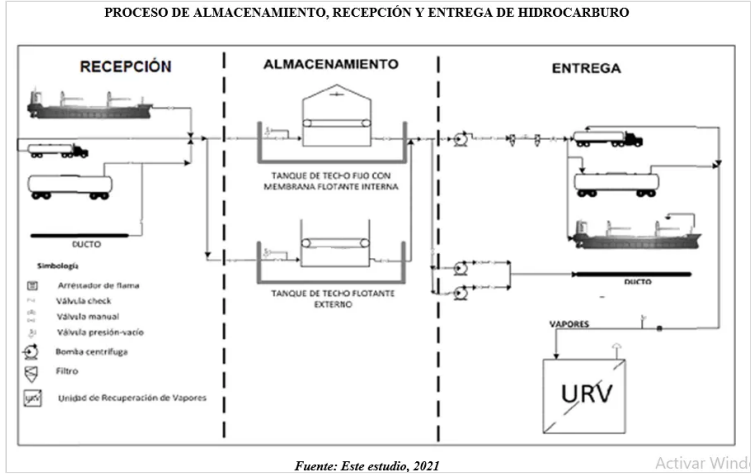 PROCESO DE ALMACENAMIENTO, RECEPCIÓN Y ENTREGA DE HIDROCARBURO
RECEPCIÓN
ALMACENAMIENTO
ENTREGA
TANQUE DE TECHO FIJO CON
MEMBRANA FLOTANTE INTERNA
DUCTO
TANQUE DE TECHO FLOTANTE
EXTERNO
DUCTO
VAPORES
URV
Simbología
Arrestador de flama
Válvula check
Válvula manual
Válvula presión-vacío
Bomba centrífuga
Filtro
URV
Unidad de Recuperación de Vapores
Fuente: Este estudio, 2021
Activar Wind